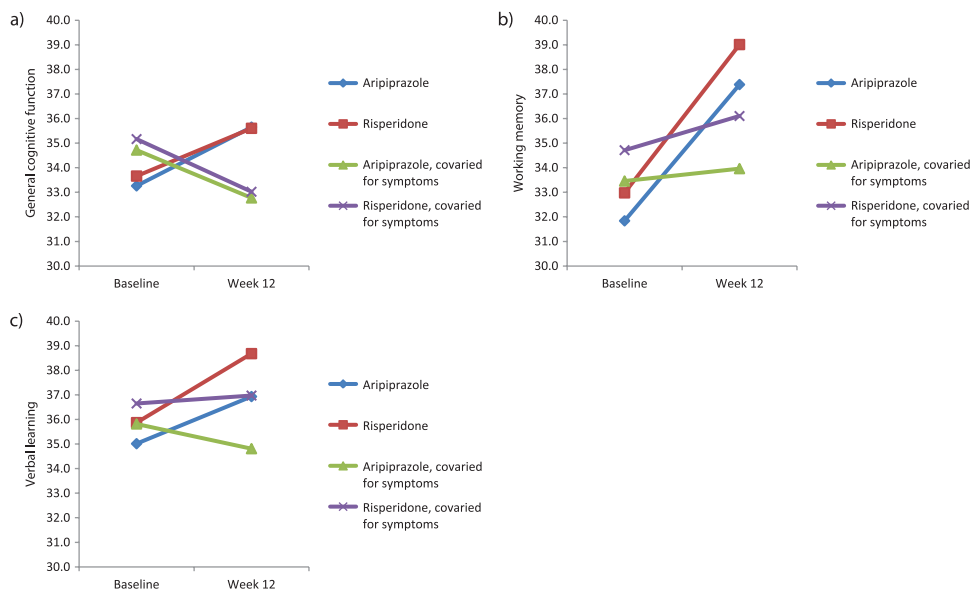 a)
40.0
39.0
38.0
37.0
36.0
35.0
34.0
33.0
32.0
31.0
30.0
General cognitive function
Baseline
Week 12
Aripiprazole
Risperidone
Aripiprazole, covaried
for symptoms
Risperidone, covaried
for symptoms
b)
40.0
39.0
38.0
37.0
36.0
35.0
34.0
33.0
32.0
31.0
30.0
Working memory
Baseline
Week 12
Aripiprazole
Risperidone
Aripiprazole, covaried
for symptoms
Risperidone, covaried
for symptoms
c)
40.0
39.0
38.0
37.0
36.0
35.0
34.0
33.0
32.0
31.0
30.0
Verbal learning
Baseline
Week 12
Aripiprazole
Risperidone
Aripiprazole, covaried
for symptoms
Risperidone, covaried
for symptoms